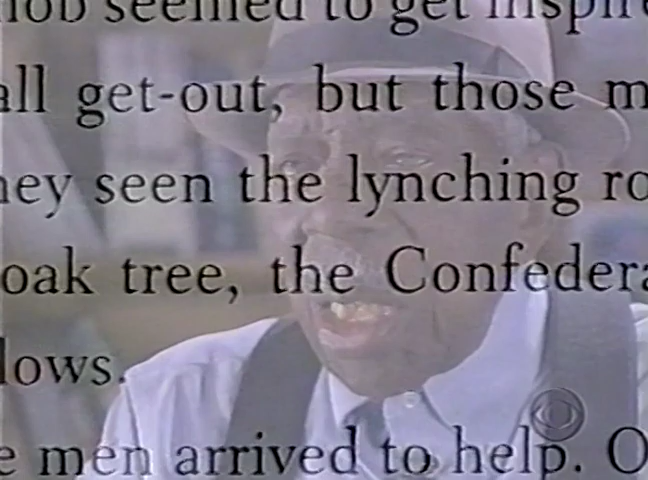 mob seemed to get inspir
all get-out, but those m
hey seen the lynching ro
oak tree, the Confedera
lows.
e men arrived to help. O